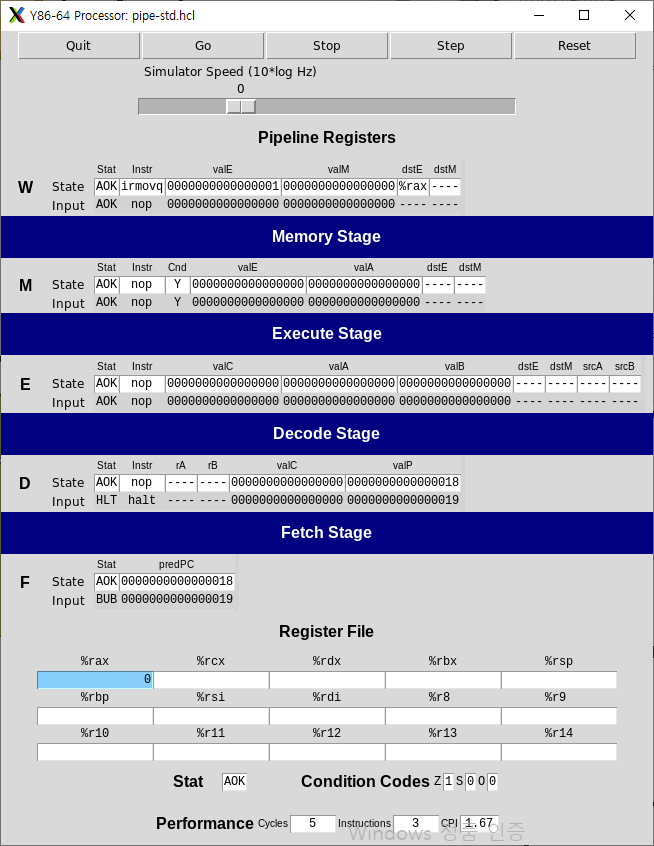 Y86-64 Processor: pipe-std.hcl
Quit Go Stop Step Reset
Simulator Speed (10*log Hz)
0
Pipeline Registers
Stat Instr valE valM dstE dstM
W State AOK irmovq 0000000000000001 0000000000000000 %rax ----
Input AOK nop 0000000000000000 0000000000000000 ---- ----
Memory Stage
Stat Instr Cnd valE valA dstE dstM
M State AOK nop Y 0000000000000000 0000000000000000 ---- ----
Input AOK nop Y 0000000000000000 0000000000000000 ---- ----
Execute Stage
Stat Instr valC valA valB dstE dstM srcA srcB
E State AOK nop 0000000000000000 0000000000000000 0000000000000000 ---- ---- ---- ----
Input AOK nop 0000000000000000 0000000000000000 0000000000000000 ---- ---- ---- ----
Decode Stage
Stat Instr rA rB valC valP
D State AOK nop ---- ---- 0000000000000000 0000000000000018
Input HLT halt ---- ---- 0000000000000000 0000000000000019
Fetch Stage
Stat predPC
F State AOK 0000000000000018
Input BUB 0000000000000019
Register File
%rax %rcx %rdx %rbx %rsp
0
%rbp %rsi %rdi %r8 %r9
%r10 %r11 %r12 %r13 %r14
Stat AOK Condition Codes Z 1 S 0 O 0
Performance Cycles 5 Instructions 3 CPI 1.67
Windows 정품 인증